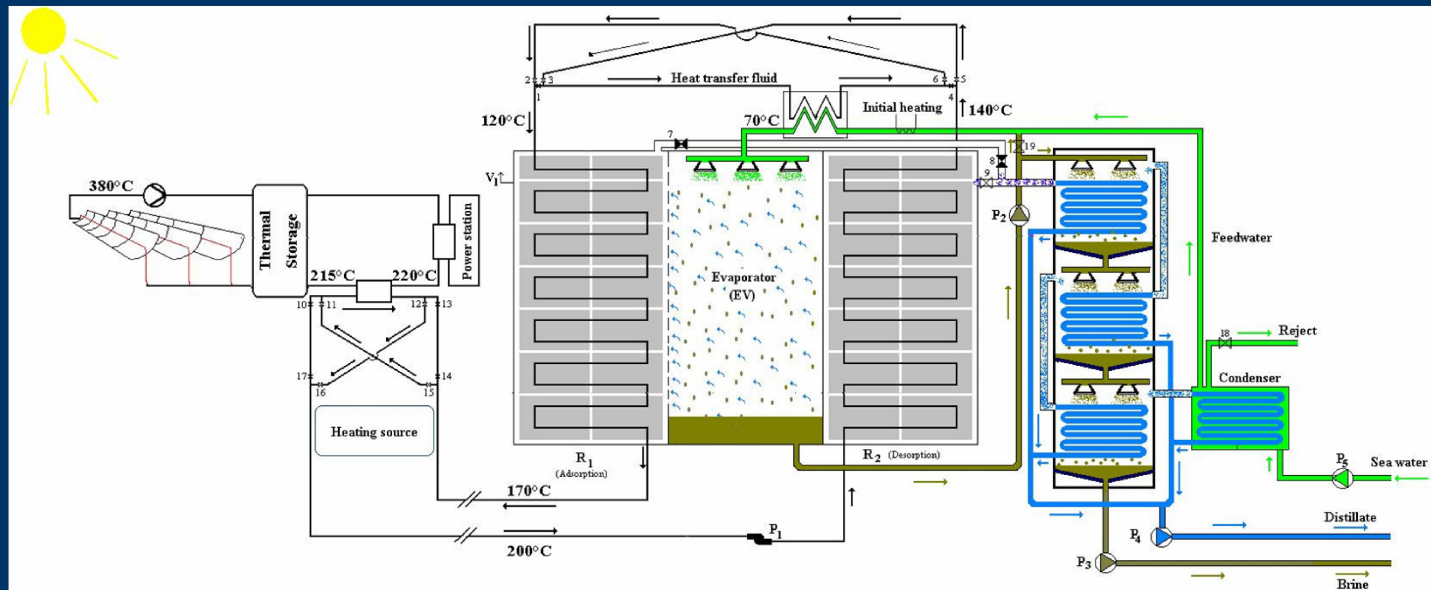 2
3
1
Heat transfer fluid
6
5
4
Initial heating
120°C
70°C
140°C
7
8
19
9
V1
380°C
Thermal
Storage
Power station
215°C
220°C
10
11
12
13
17
16
15
14
Heating source
Evaporator
(EV)
P2
Feedwater
18
Reject
Condenser
R1
(Adsorption)
R2 (Desorption)
P5
Sea water
170°C
200°C
P1
P4
Distillate
P3
Brine